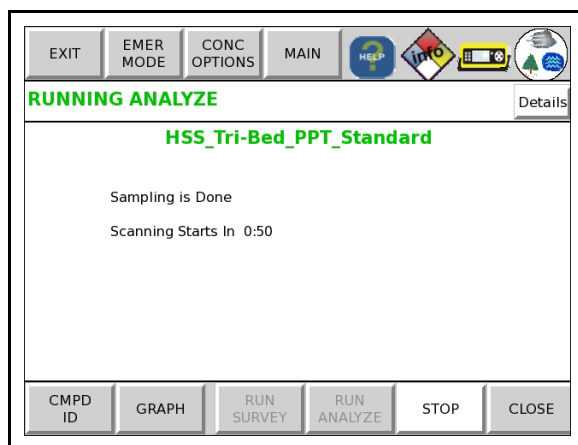 EXIT
EMER
MODE
CONC
OPTIONS
MAIN
HELP
info
RUNNING ANALYZE
Details
HSS_Tri-Bed_PPT_Standard
Sampling is Done
Scanning Starts In 0:50
CMPD
ID
GRAPH
RUN
SURVEY
RUN
ANALYZE
STOP
CLOSE